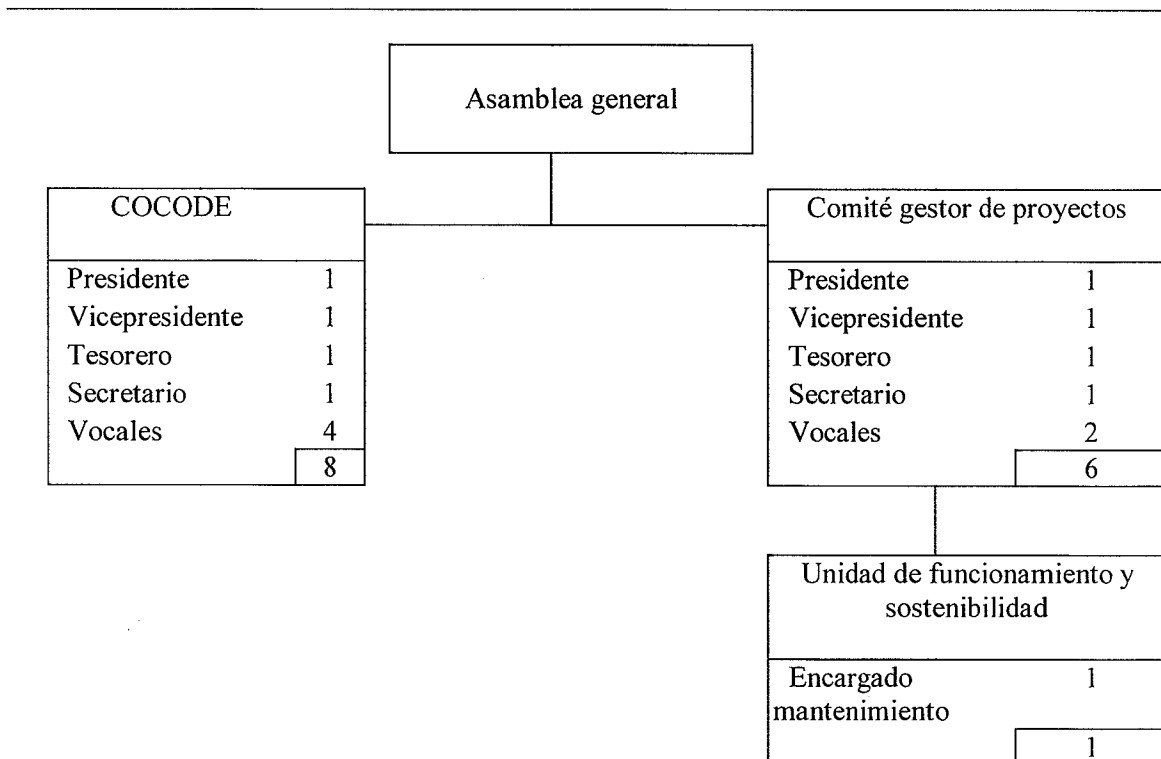 Asamblea general
COCODE
Presidente 1
Vicepresidente 1
Tesorero 1
Secretario 1
Vocales 4
8
Comité gestor de proyectos
Presidente 1
Vicepresidente 1
Tesorero 1
Secretario 1
Vocales 2
6
Unidad de funcionamiento y
sostenibilidad
Encargado 1
mantenimiento
1